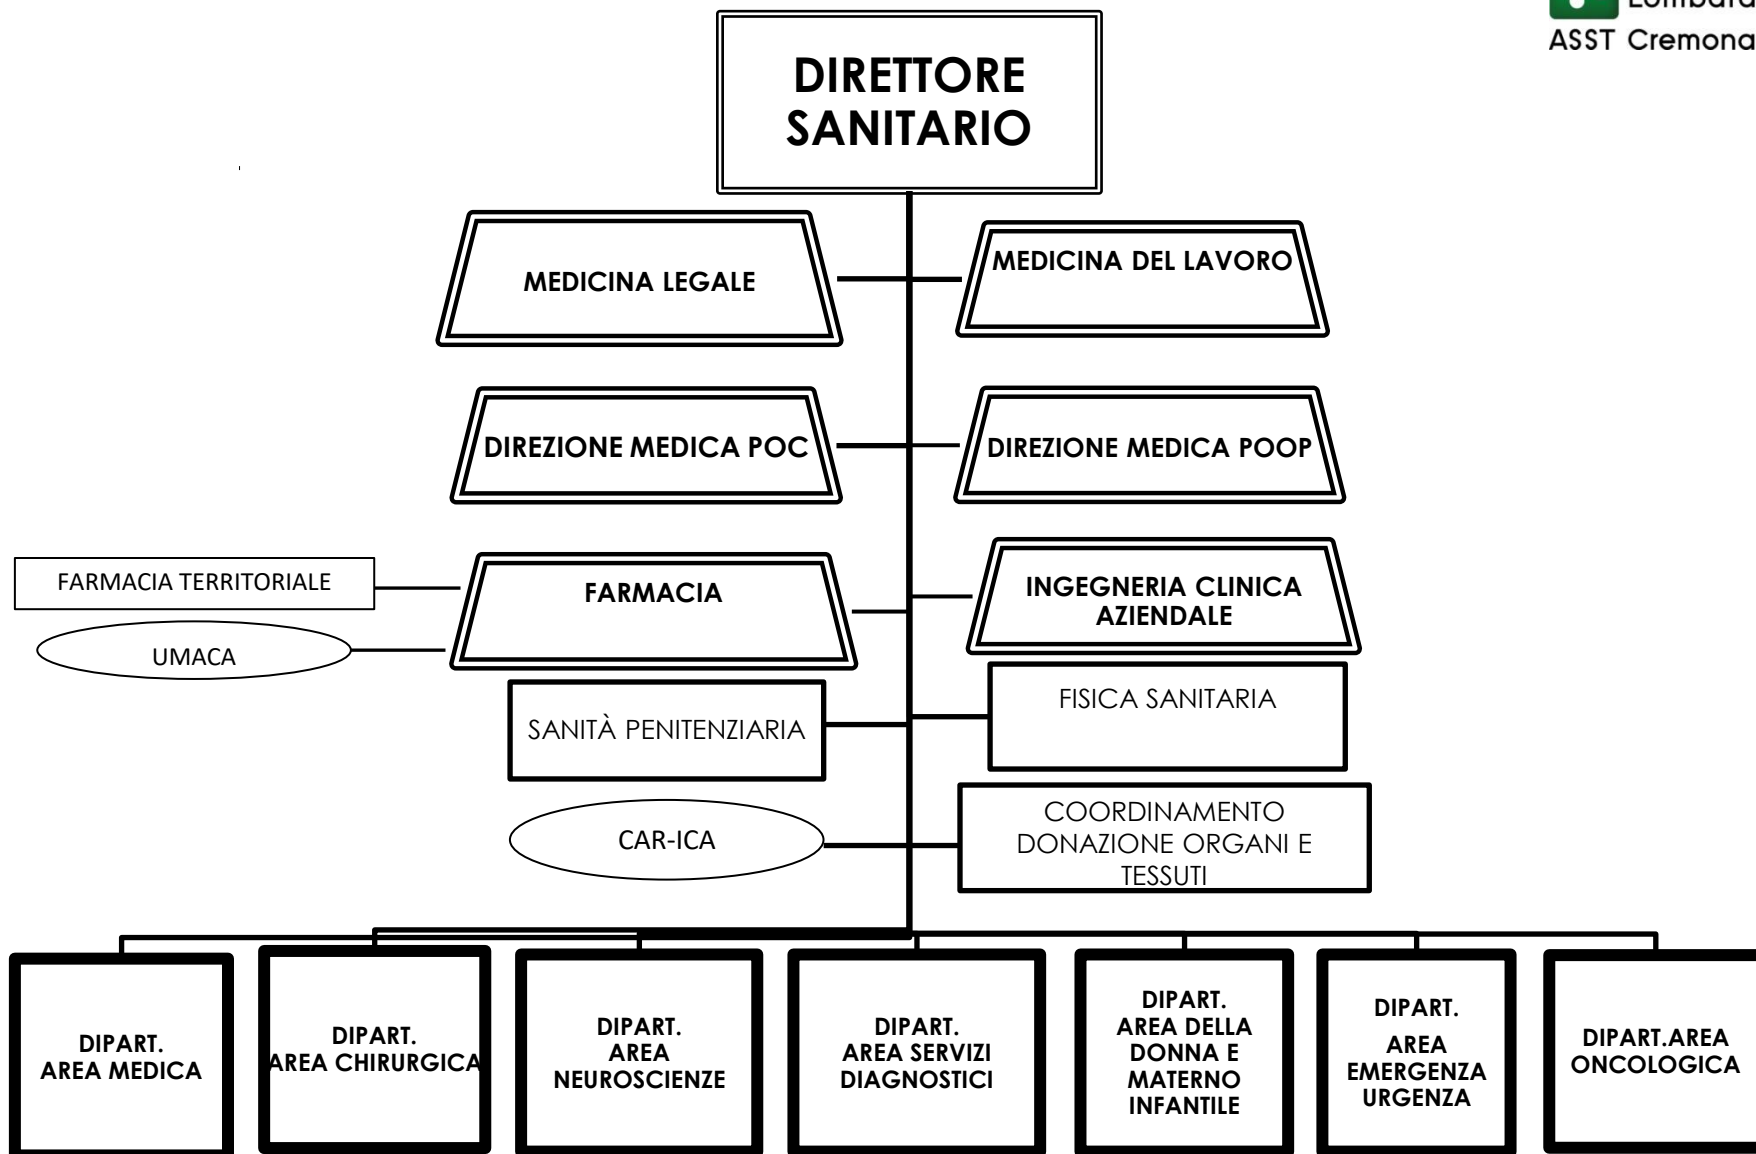 ASST Cremona
DIRETTORE
SANITARIO
MEDICINA LEGALE
MEDICINA DEL LAVORO
DIREZIONE MEDICA POC
DIREZIONE MEDICA POOP
FARMACIA TERRITORIALE
FARMACIA
INGEGNERIA CLINICA
AZIENDALE
UMACA
SANITÀ PENITENZIARIA
FISICA SANITARIA
CAR-ICA
COORDINAMENTO
DONAZIONE ORGANI E
TESSUTI
DIPART.
AREA MEDICA
DIPART.
AREA CHIRURGICA
DIPART.
AREA
NEUROSCIENZE
DIPART.
AREA SERVIZI
DIAGNOSTICI
DIPART.
AREA DELLA
DONNA E
MATERNO
INFANTILE
DIPART.
AREA
EMERGENZA
URGENZA
DIPART.AREA
ONCOLOGICA